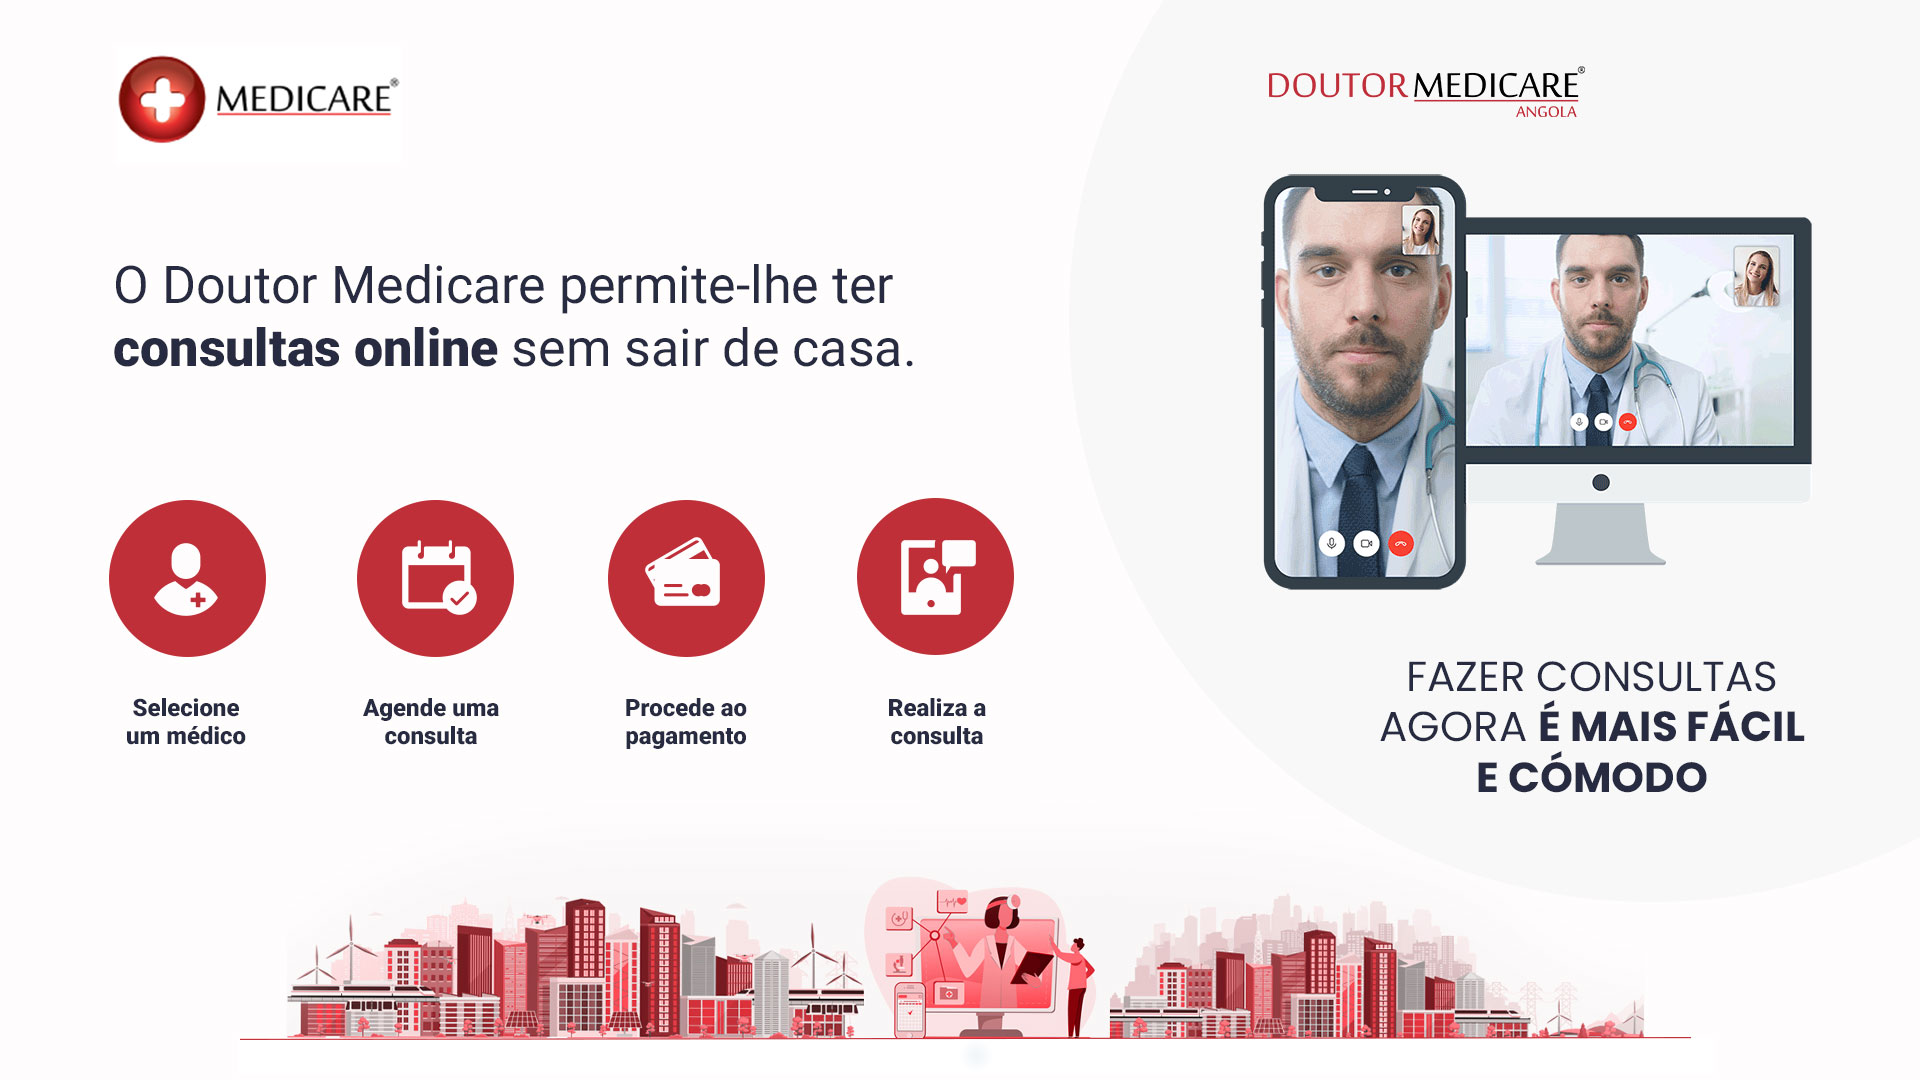 MEDICARE®
O Doutor Medicare permite-lhe ter
consultas online sem sair de casa.
Selecione
um médico
Agende uma
consulta
Procede ao
pagamento
Realiza a
consulta
DOUTOR MEDICARE®
ANGOLA
FAZER CONSULTAS
AGORA É MAIS FÁCIL
E CÓMODO